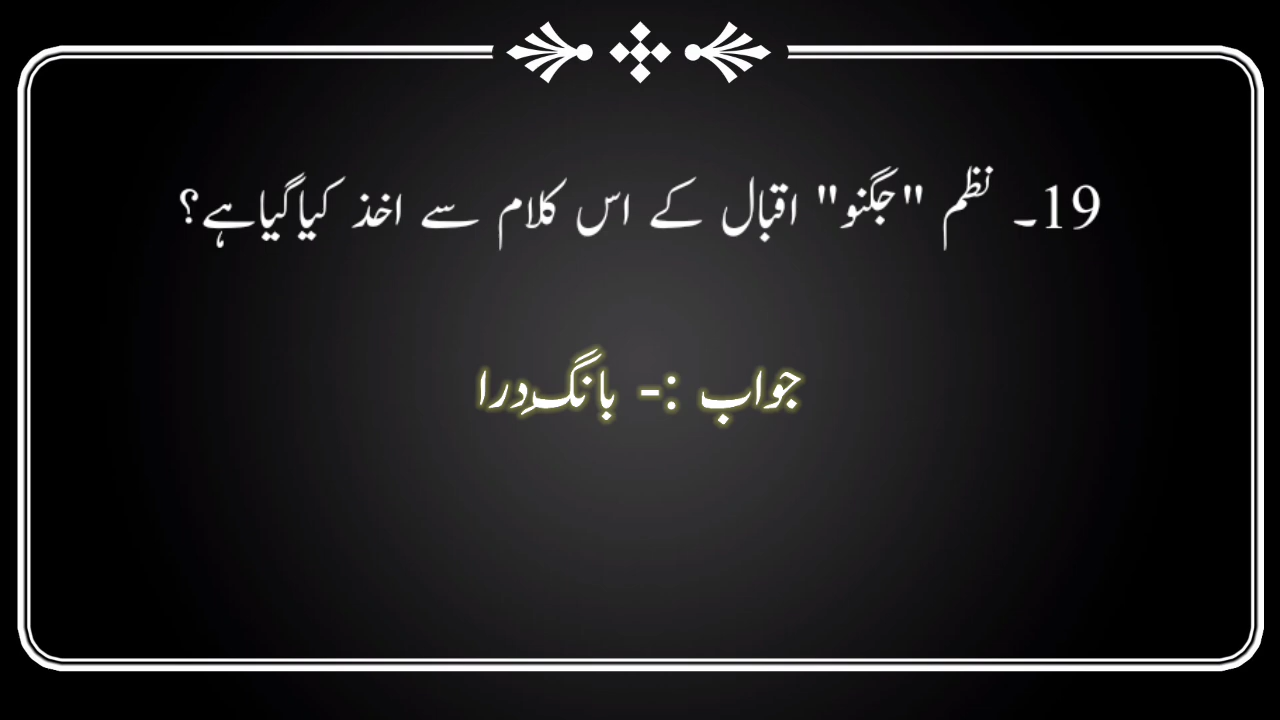 19۔ نظم "جگنو" اقبال کے اس کلام سے اخذ کیا گیا ہے؟
جواب :- بانگِ درا